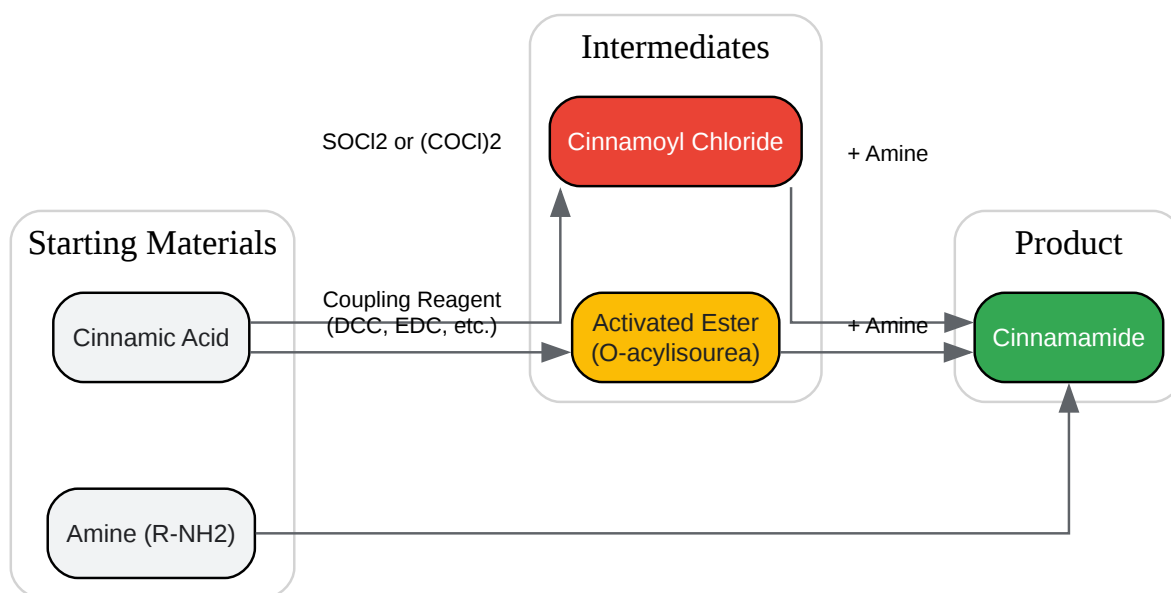 Intermediates
SOCl2 or (COCl)2
Cinnamoyl Chloride
+ Amine
Starting Materials
Product
Cinnamic Acid
Coupling Reagent
(DCC, EDC, etc.)
Activated Ester
(O-acylisourea)
+ Amine
Cinnamamide
Amine (R-NH2)